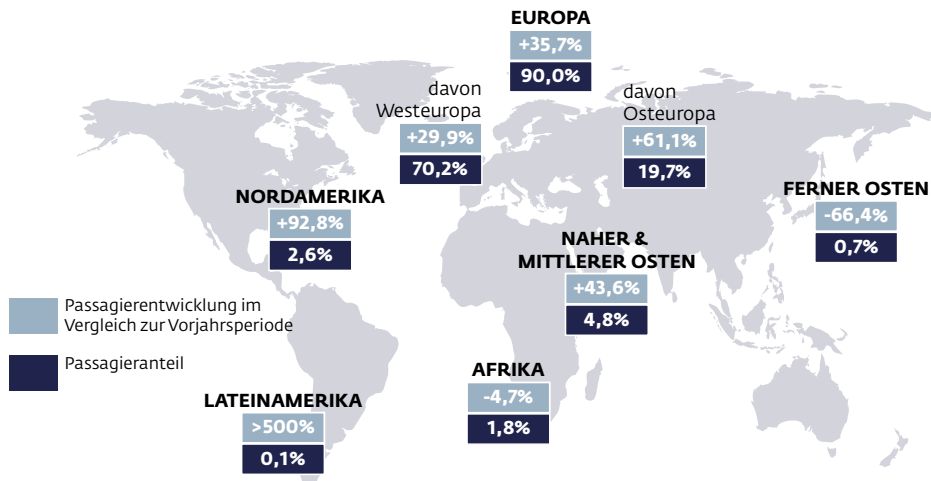 EUROPA
+35,7%
90,0%
davon
Westeuropa
+29,9%
70,2%
davon
Osteuropa
+61,1%
19,7%
NORDAMERIKA
+92,8%
2,6%
FERNER OSTEN
-66,4%
0,7%
NAHER &
MITTLERER OSTEN
+43,6%
4,8%
Passagierentwicklung im
Vergleich zur Vorjahrsperiode
Passagieranteil
AFRIKA
-4,7%
1,8%
LATEINAMERIKA
>500%
0,1%